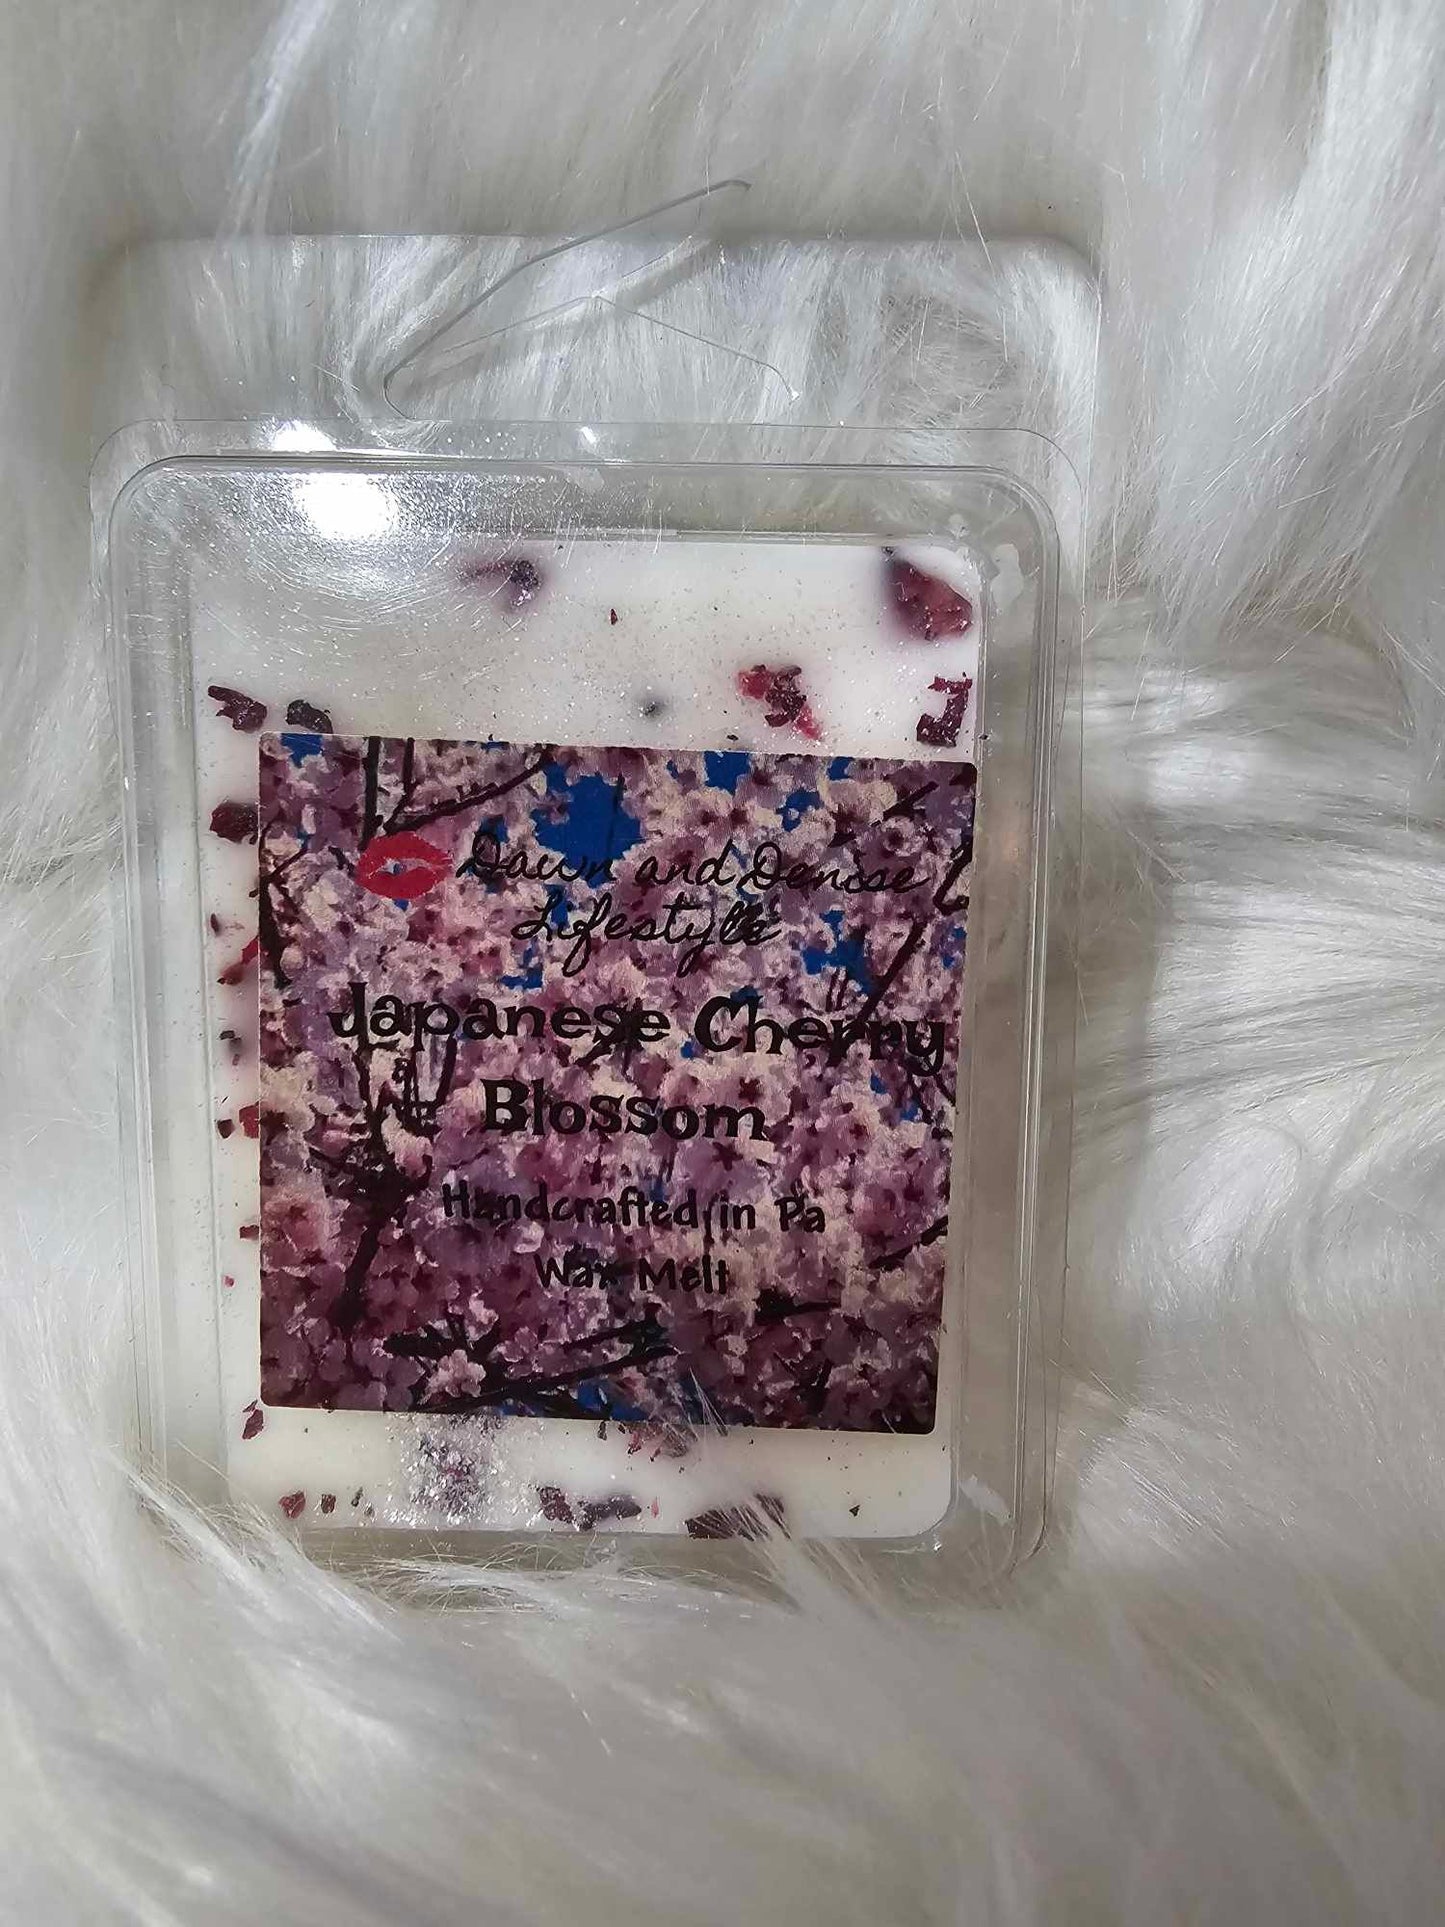 Dawn and Denise
Lifestyle
Japanese Cherry
Blossom
Handcrafted in Pa
Wax Melt